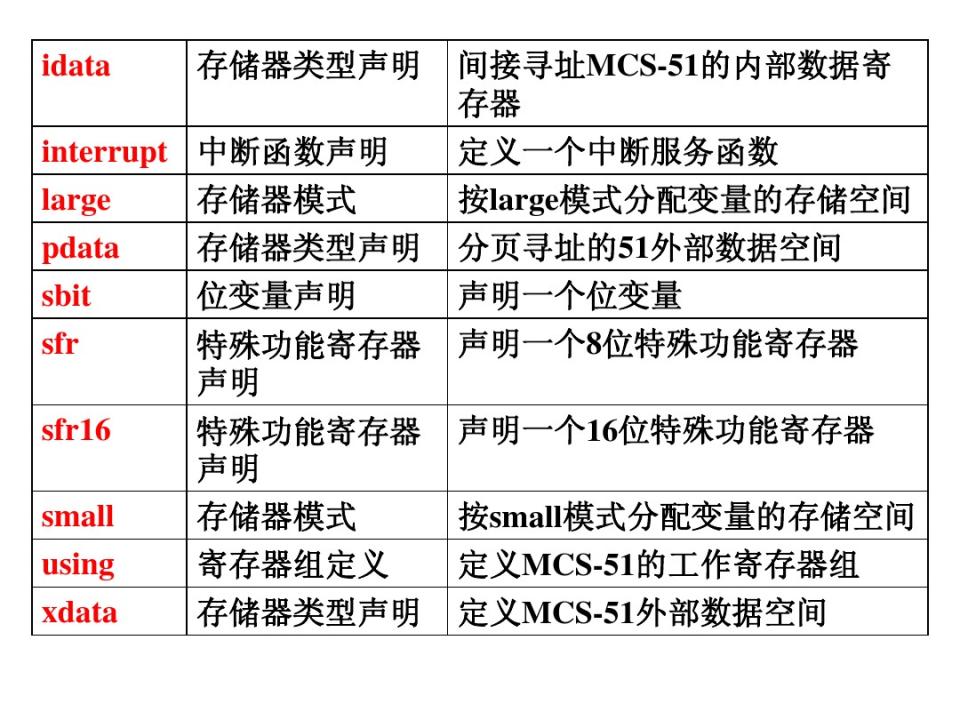 idata 存储器类型声明 间接寻址MCS-51的内部数据寄
存器
interrupt 中断函数声明 定义一个中断服务函数
large 存储器模式 按large模式分配变量的存储空间
pdata 存储器类型声明 分页寻址的51外部数据空间
sbit 位变量声明 声明一个位变量
sfr 特殊功能寄存器 声明一个8位特殊功能寄存器
声明
sfr16 特殊功能寄存器 声明一个16位特殊功能寄存器
声明
small 存储器模式 按small模式分配变量的存储空间
using 寄存器组定义 定义MCS-51的工作寄存器组
xdata 存储器类型声明 定义MCS-51外部数据空间